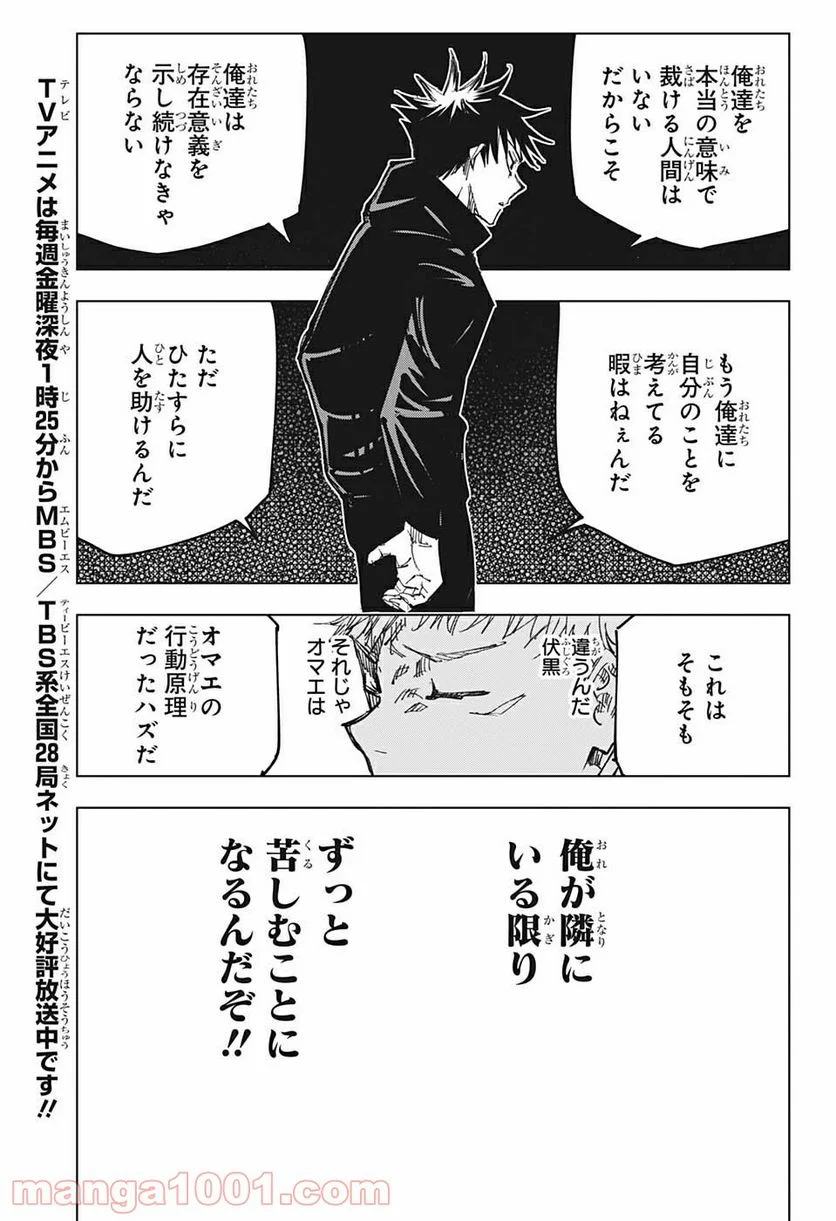 俺達を
本当の意味で
裁ける人間は
いない
だからこそ
俺達は
存在意義を
示し続けなきゃ
ならない
もう俺達に
自分のことを
考えてる
暇はねぇんだ
ただ
ひたすらに
人を助けるんだ
これは
そもそも
違うんだ
伏黒
それじゃ
オマエは
オマエの
行動原理
だったハズだ
俺が隣に
いる限り
ずっと
苦しむことに
なるんだぞ!!
TVアニメは毎週金曜深夜1時25分からMBS/TBS系全国28局ネットにて大好評放送中です!!
manga1001.com